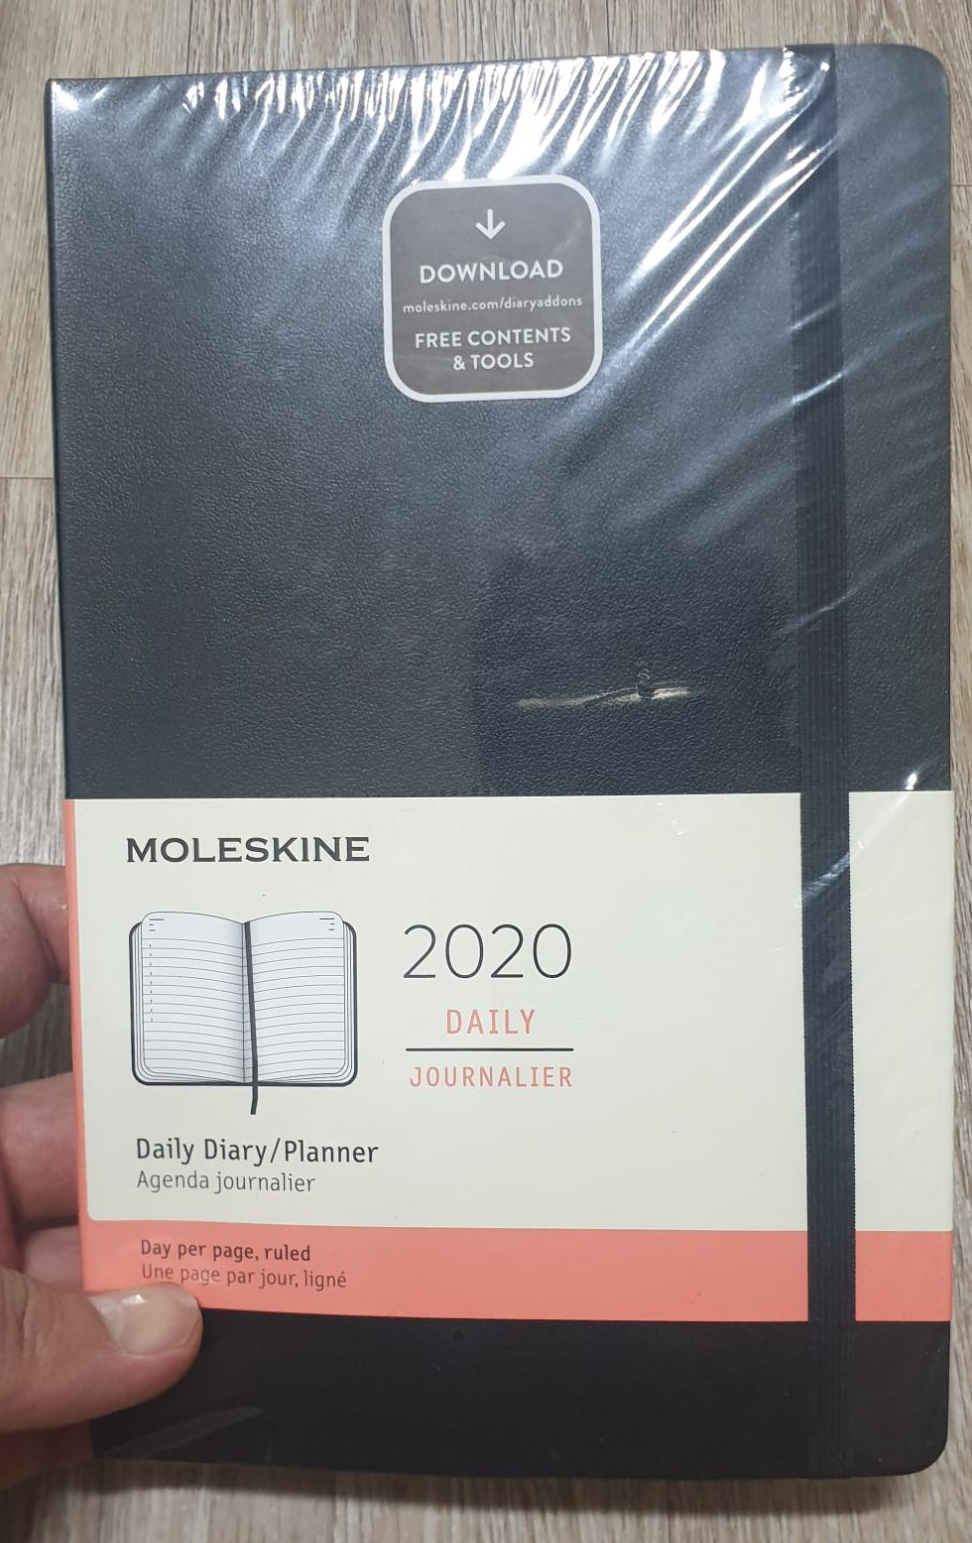 DOWNLOAD
moleskine.com/diaryaddons
FREE CONTENTS
& TOOLS
MOLESKINE
2020
DAILY
JOURNALIER
Daily Diary/Planner
Agenda journalier
Day per page, ruled
Une page par jour, ligné